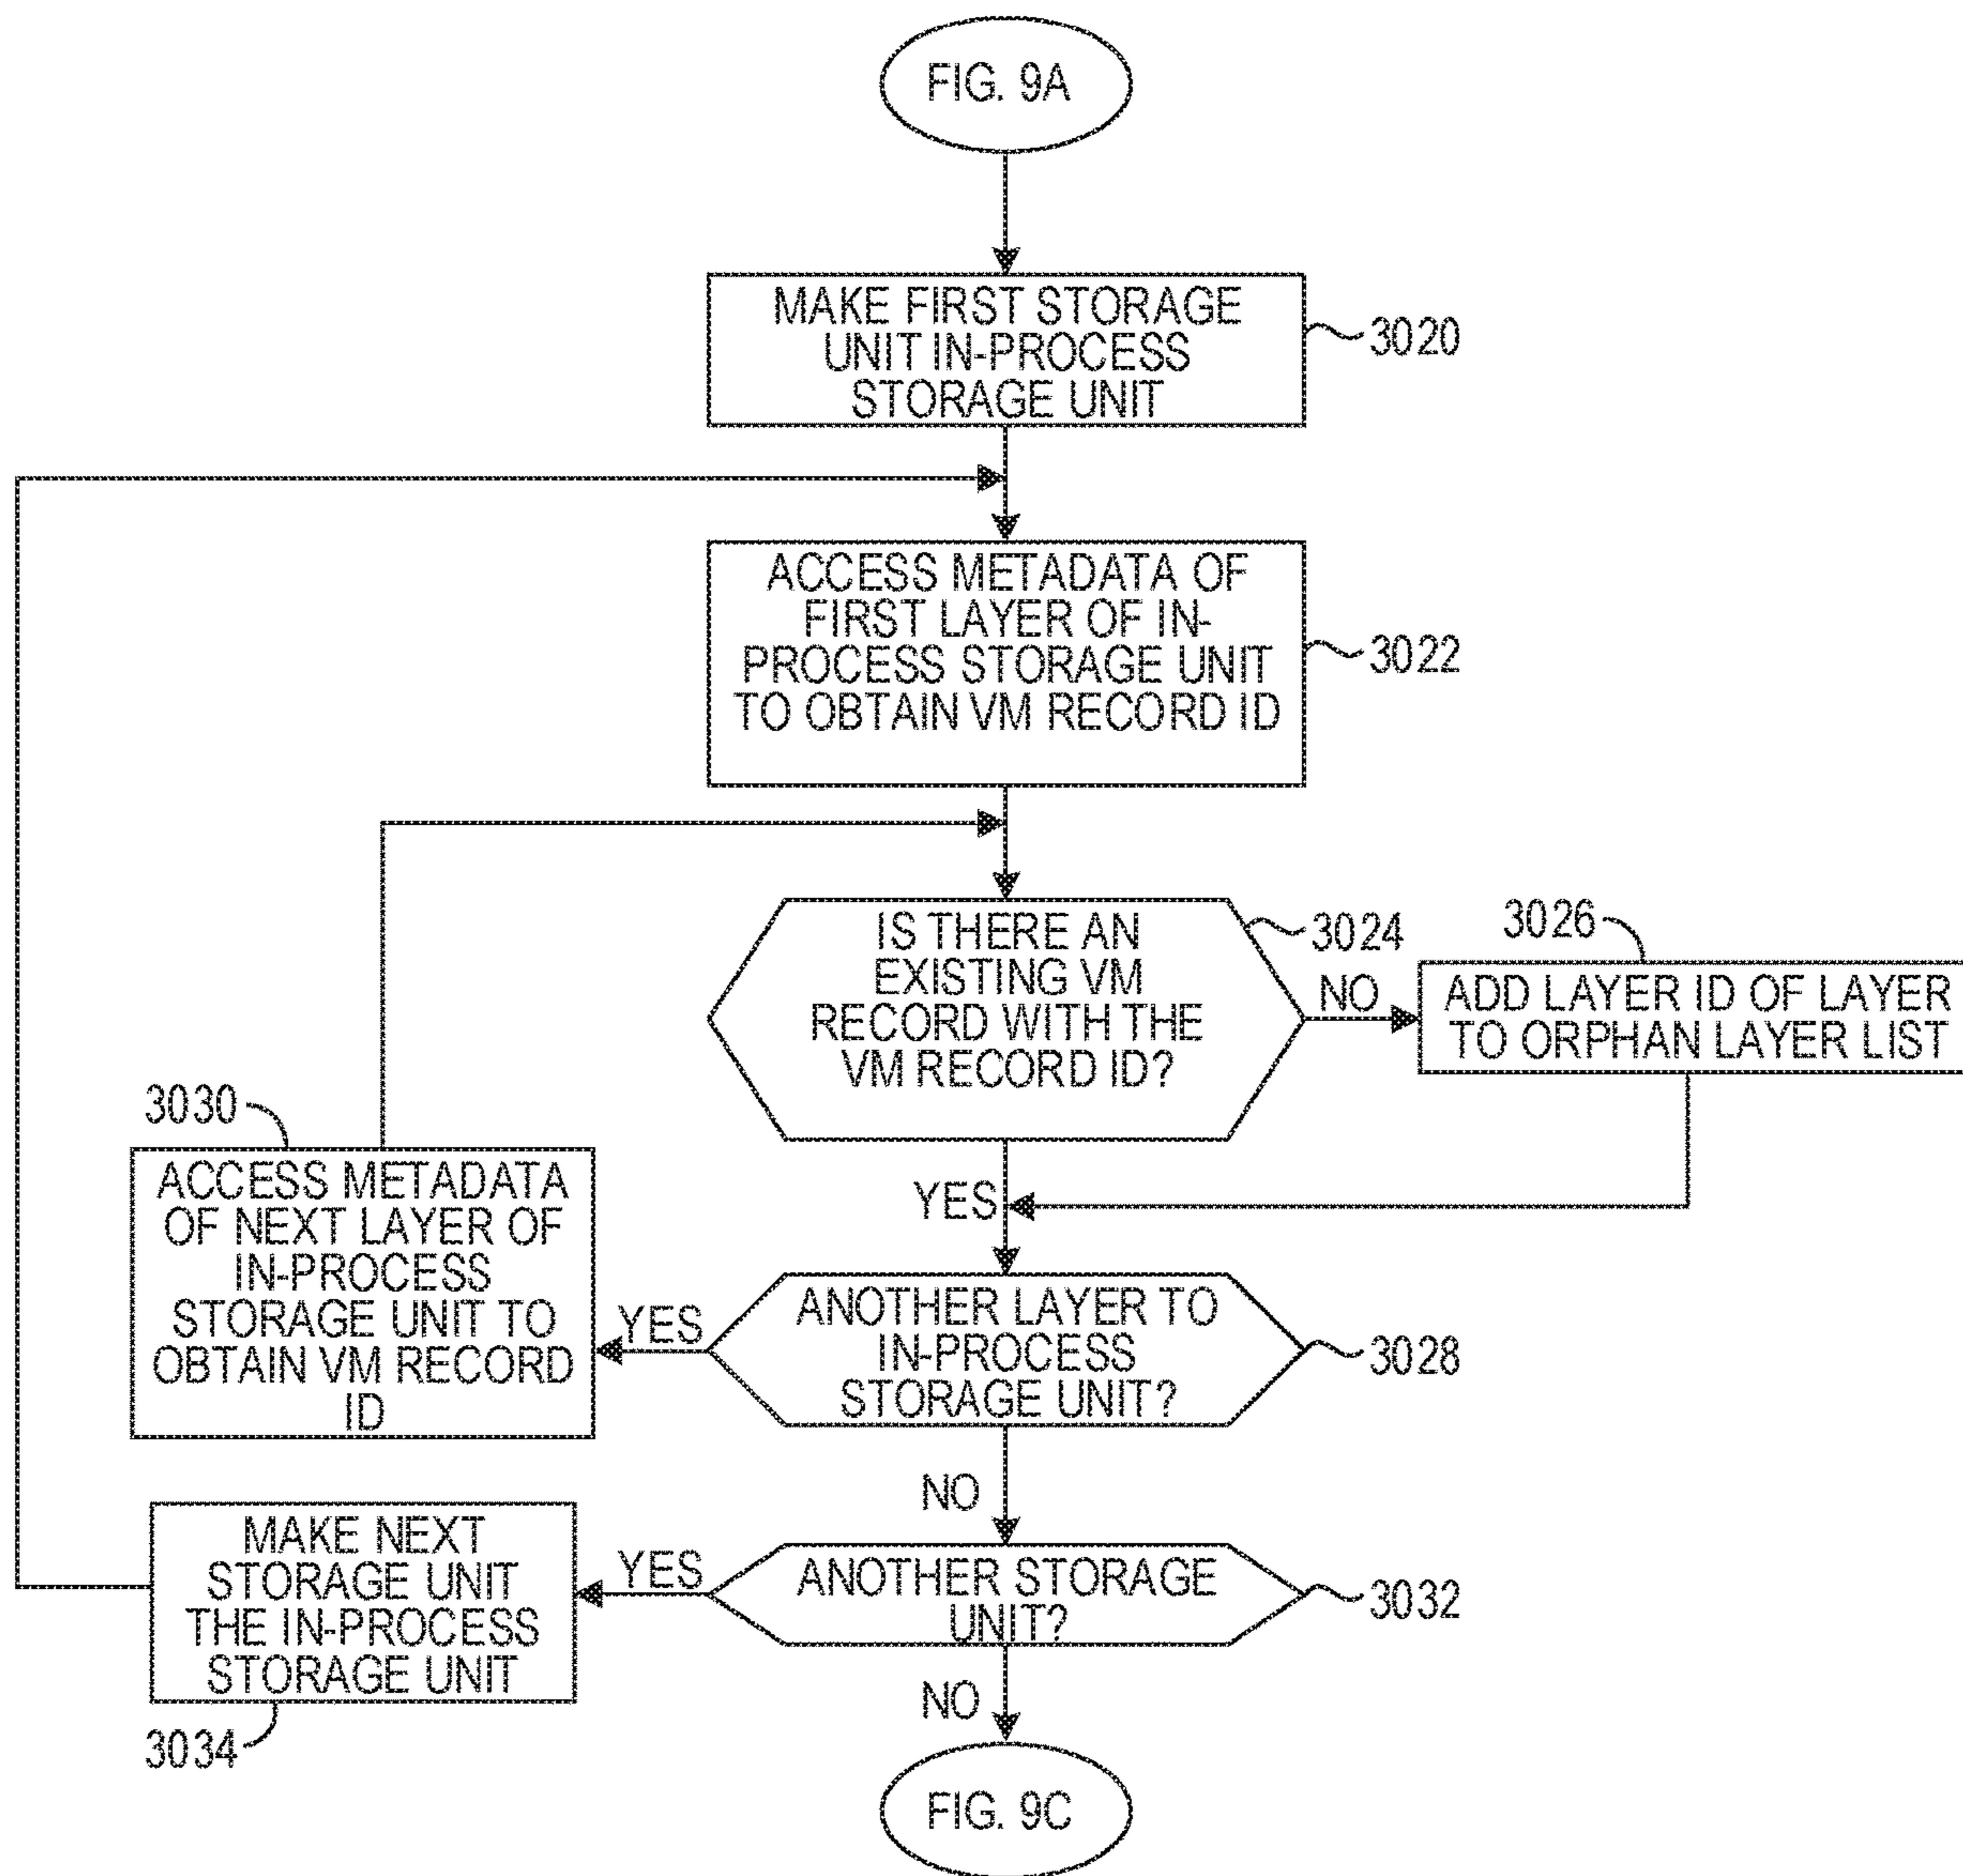 FIG. 9A
MAKE FIRST STORAGE
UNIT IN-PROCESS
STORAGE UNIT
3020
ACCESS METADATA OF
FIRST LAYER OF IN-
PROCESS STORAGE UNIT
TO OBTAIN VM RECORD ID
3022
IS THERE AN
EXISTING VM
RECORD WITH THE
VM RECORD ID?
3024
NO
3026
ADD LAYER ID OF LAYER
TO ORPHAN LAYER LIST
YES
3030
ACCESS METADATA
OF NEXT LAYER OF
IN-PROCESS
STORAGE UNIT TO
OBTAIN VM RECORD
ID
YES
ANOTHER LAYER TO
IN-PROCESS
STORAGE UNIT?
3028
NO
MAKE NEXT
STORAGE UNIT
THE IN-PROCESS
STORAGE UNIT
3034
YES
ANOTHER STORAGE
UNIT?
3032
NO
FIG. 9C